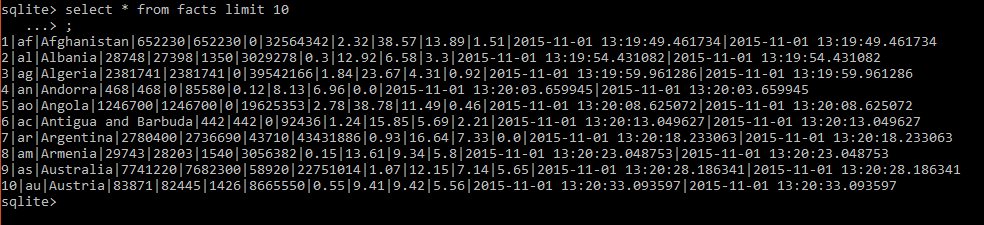 sqlite> select * from facts limit 10
   ...> ;
1|af|Afghanistan|652230|652230|0|32564342|2.32|38.57|13.89|1.51|2015-11-01 13:19:49.461734|2015-11-01 13:19:49.461734
2|al|Albania|28748|27398|1350|3029278|0.3|12.92|6.58|3.3|2015-11-01 13:19:54.431082|2015-11-01 13:19:54.431082
3|ag|Algeria|2381741|2381741|0|39542166|1.84|23.67|4.31|0.92|2015-11-01 13:19:59.961286|2015-11-01 13:19:59.961286
4|an|Andorra|468|468|0|85580|0.12|8.13|6.96|0.0|2015-11-01 13:20:03.659945|2015-11-01 13:20:03.659945
5|ao|Angola|1246700|1246700|0|19625353|2.78|38.78|11.49|0.46|2015-11-01 13:20:08.625072|2015-11-01 13:20:08.625072
6|ac|Antigua and Barbuda|442|442|0|92436|1.24|15.85|5.69|2.21|2015-11-01 13:20:13.049627|2015-11-01 13:20:13.049627
7|ar|Argentina|2780400|2736690|43710|43431886|0.93|16.64|7.33|0.0|2015-11-01 13:20:18.233063|2015-11-01 13:20:18.233063
8|am|Armenia|29743|28203|1540|3056382|0.15|13.61|9.34|5.8|2015-11-01 13:20:23.048753|2015-11-01 13:20:23.048753
9|as|Australia|7741220|7682300|58920|22751014|1.07|12.15|7.14|5.65|2015-11-01 13:20:28.186341|2015-11-01 13:20:28.186341
10|au|Austria|83871|82445|1426|8665550|0.55|9.41|9.42|5.56|2015-11-01 13:20:33.093597|2015-11-01 13:20:33.093597
sqlite>